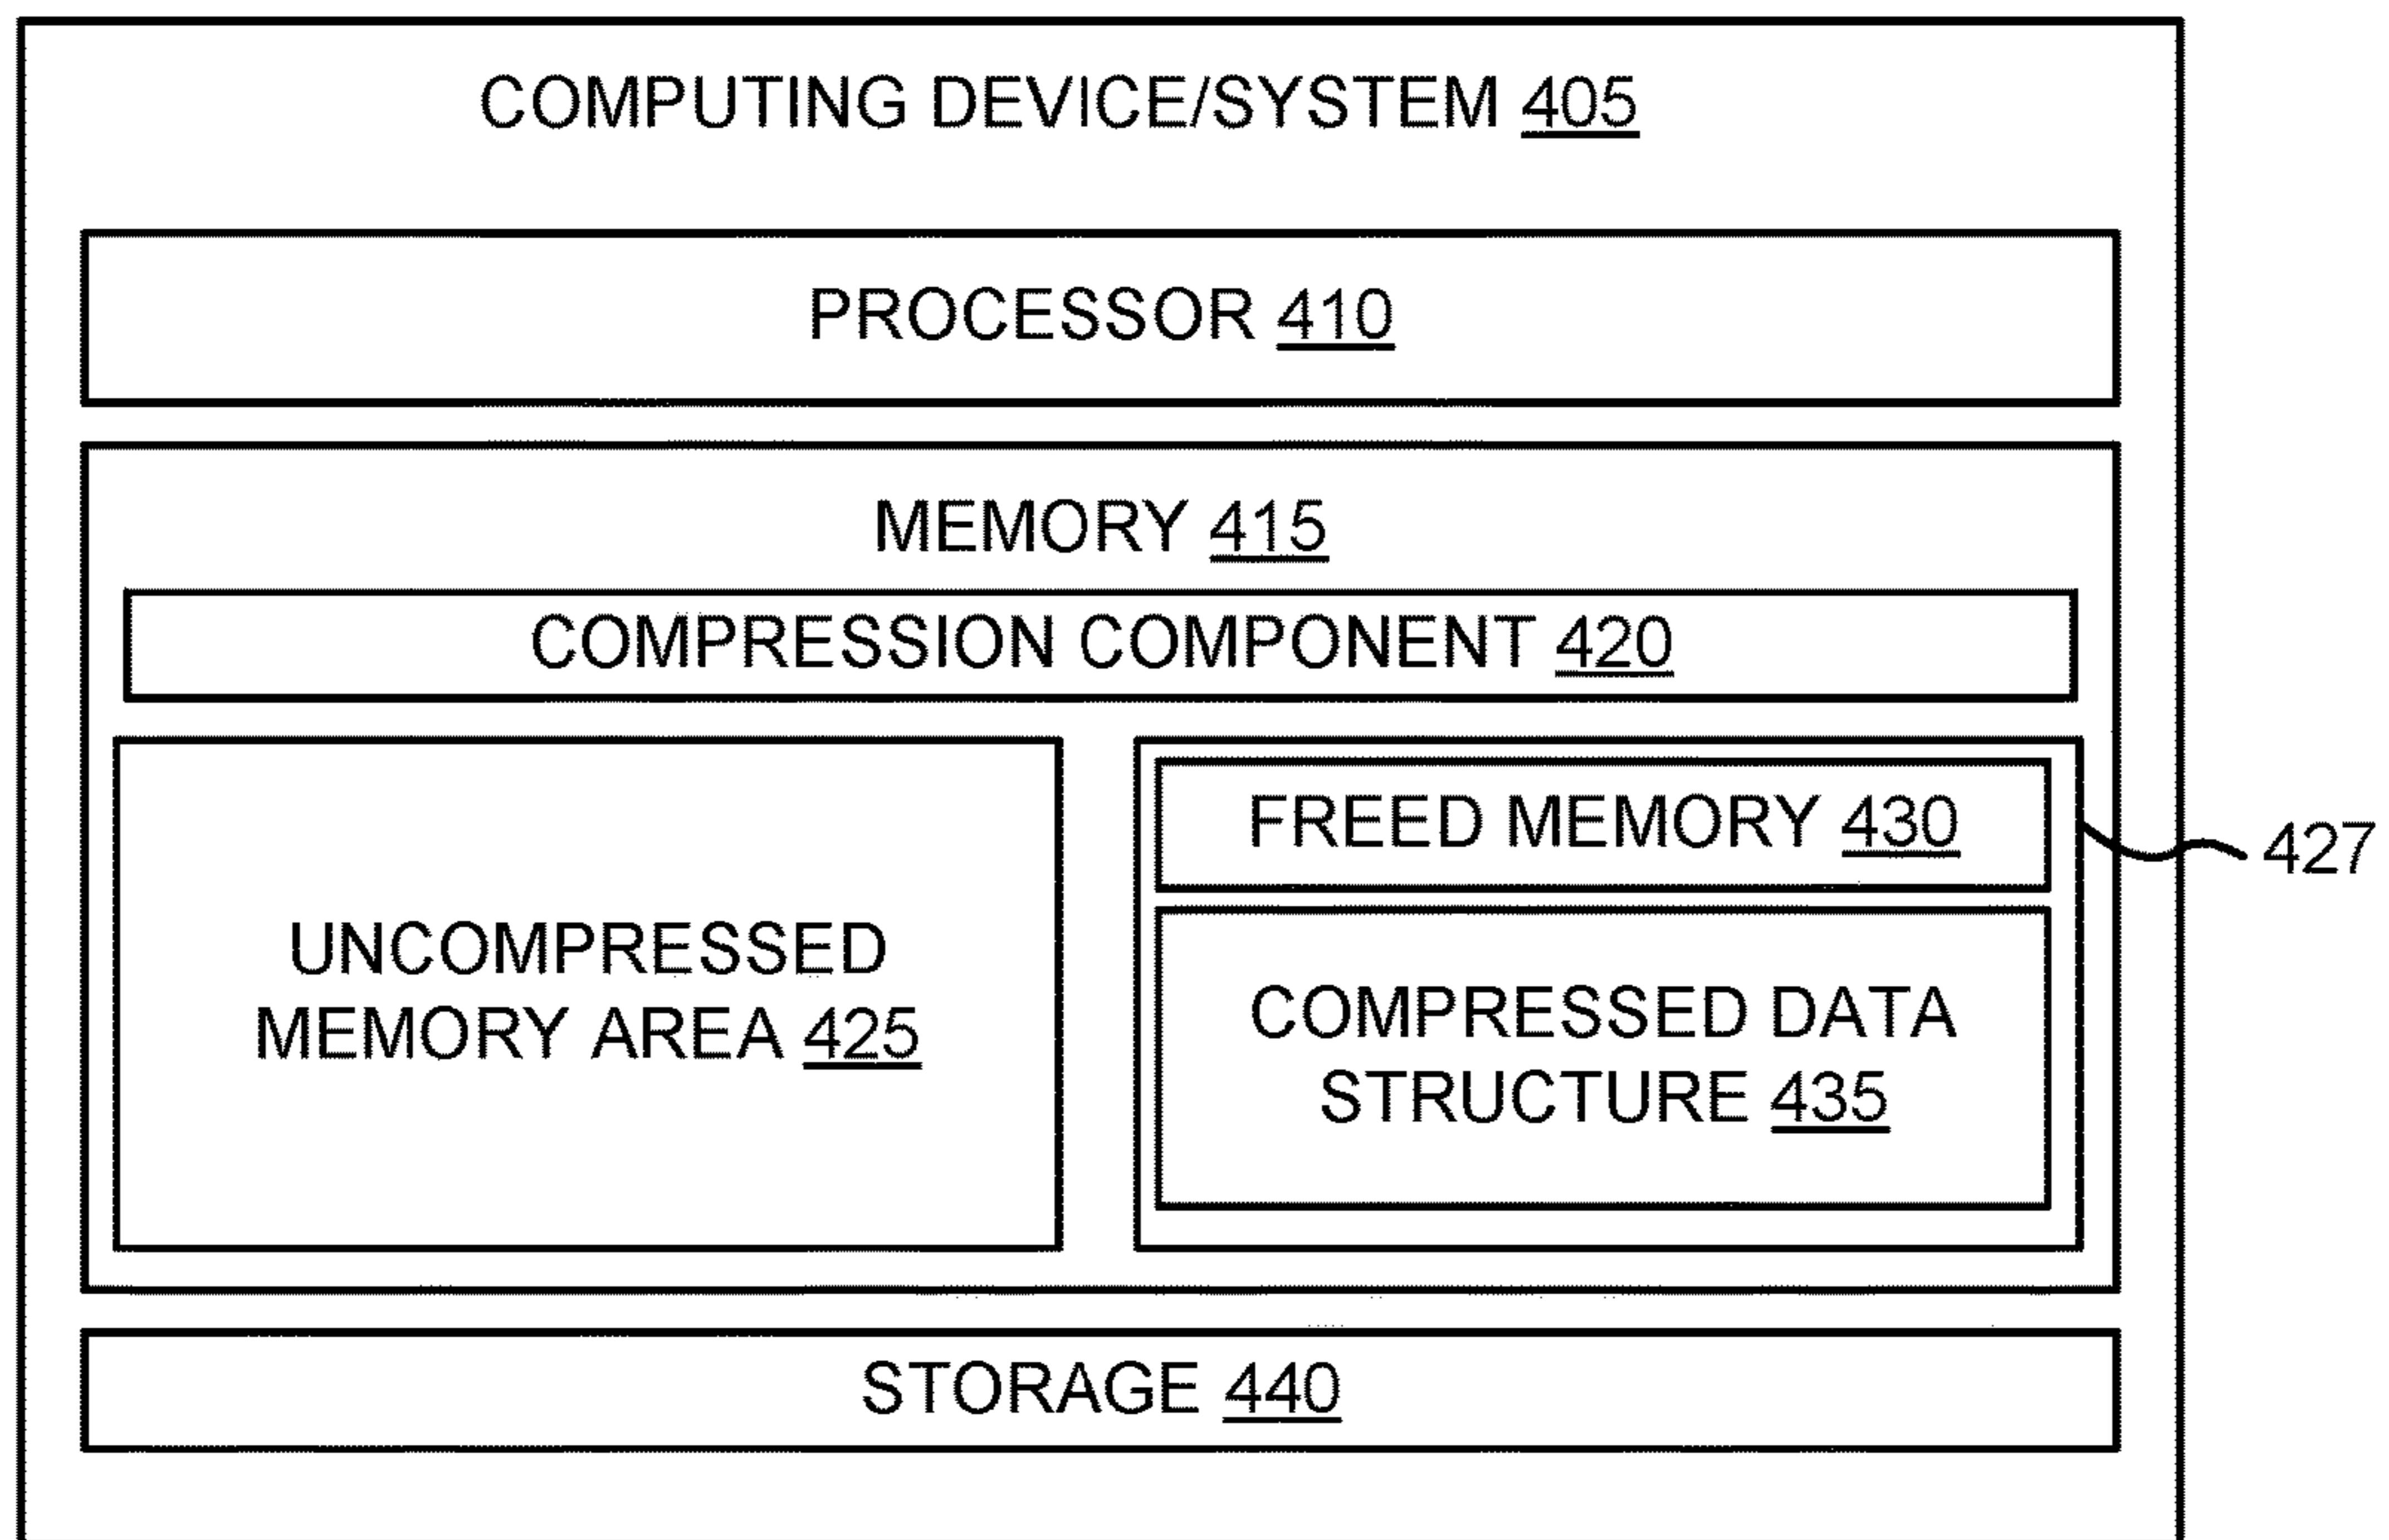 COMPUTING DEVICE/SYSTEM 405
PROCESSOR 410
MEMORY 415
COMPRESSION COMPONENT 420
UNCOMPRESSED
MEMORY AREA 425
FREED MEMORY 430
427
COMPRESSED DATA
STRUCTURE 435
STORAGE 440